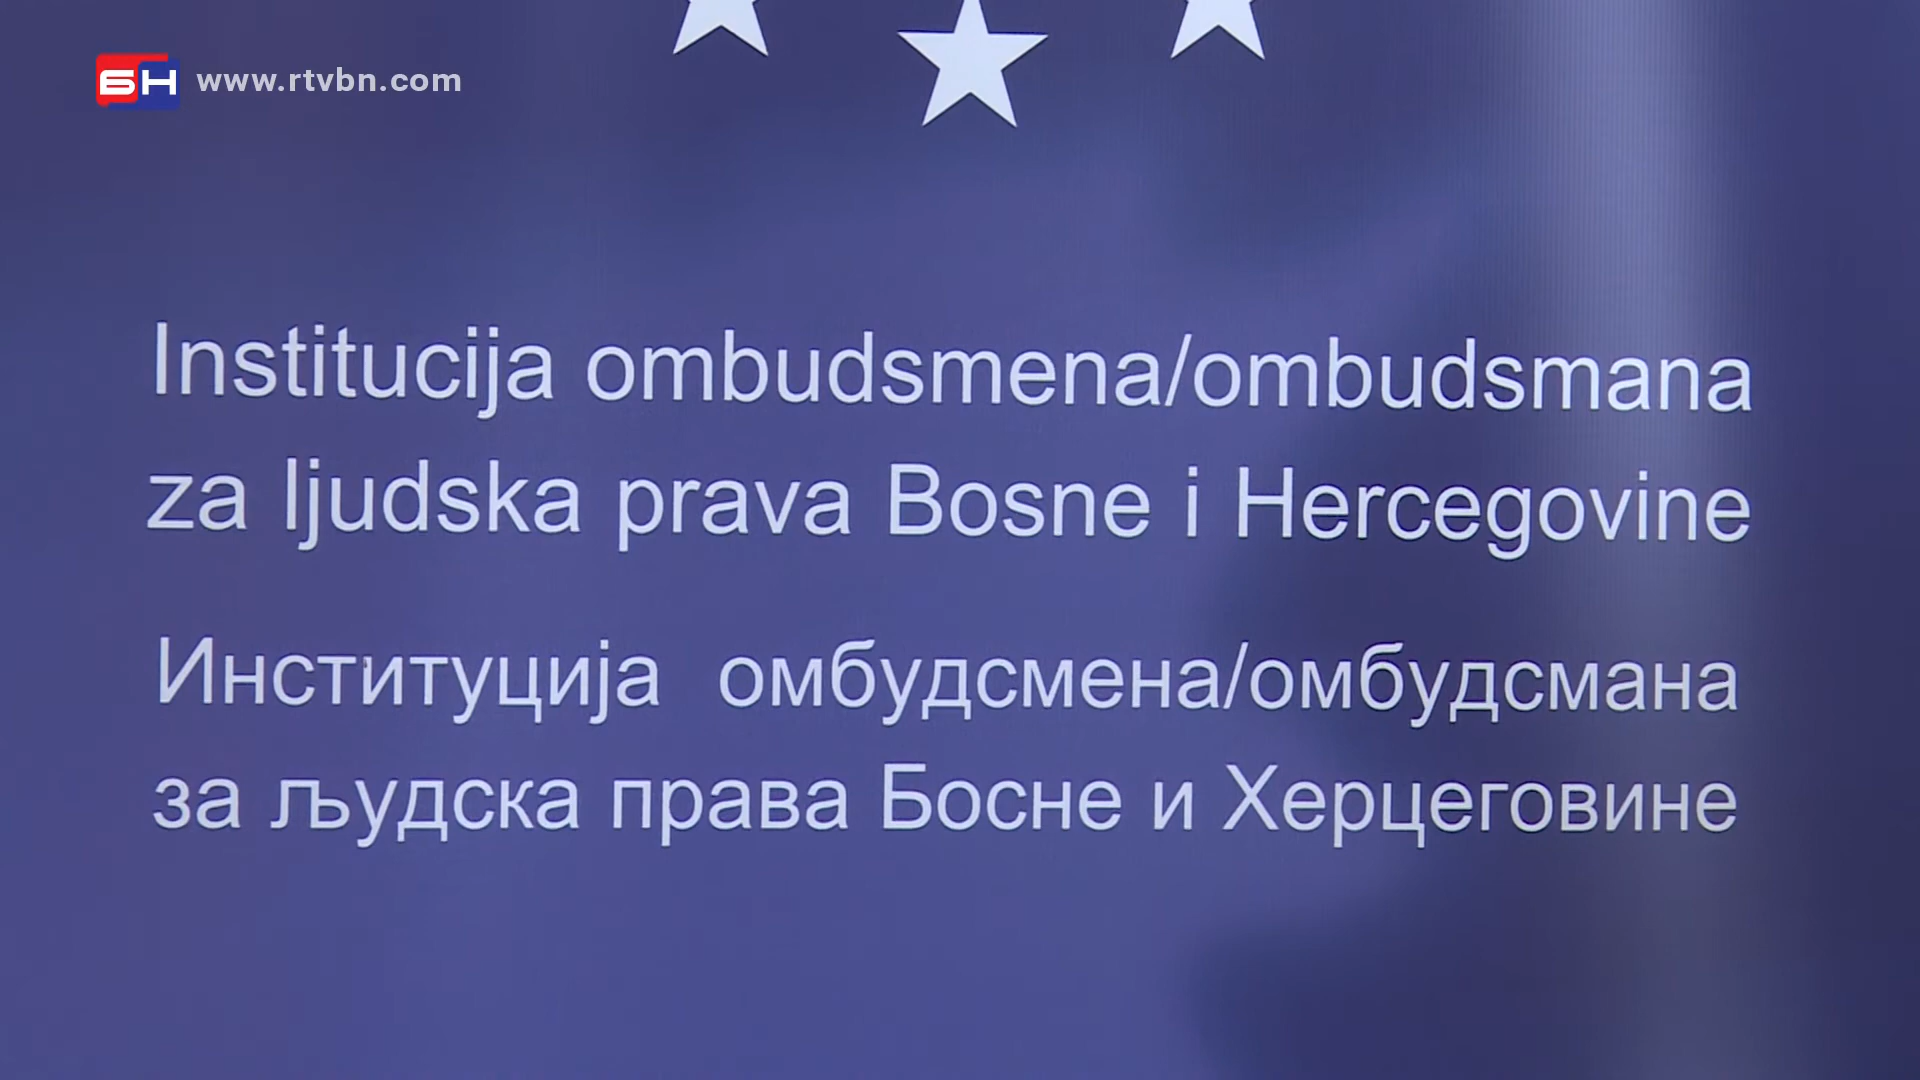 БН www.rtvbn.com
Institucija ombudsmena/ombudsmana
za ljudska prava Bosne i Hercegovine
Институција омбудсмена/омбудсмана
за људска права Босне и Херцеговине